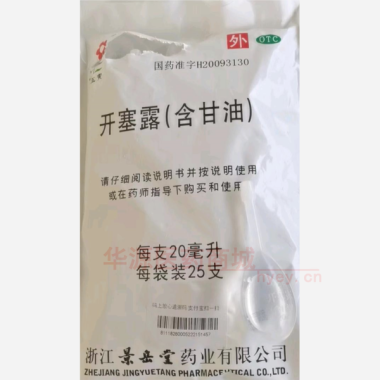 外 OTC
国药准字H20093130
开塞露(含甘油)
请仔细阅读说明书并按说明使用
或在药师指导下购买和使用
每支20毫升
每袋装25支
浙江景岳堂药业有限公司
ZHEJIANG JINGYUETANG PHARMACEUTICAL CO.,LTD.